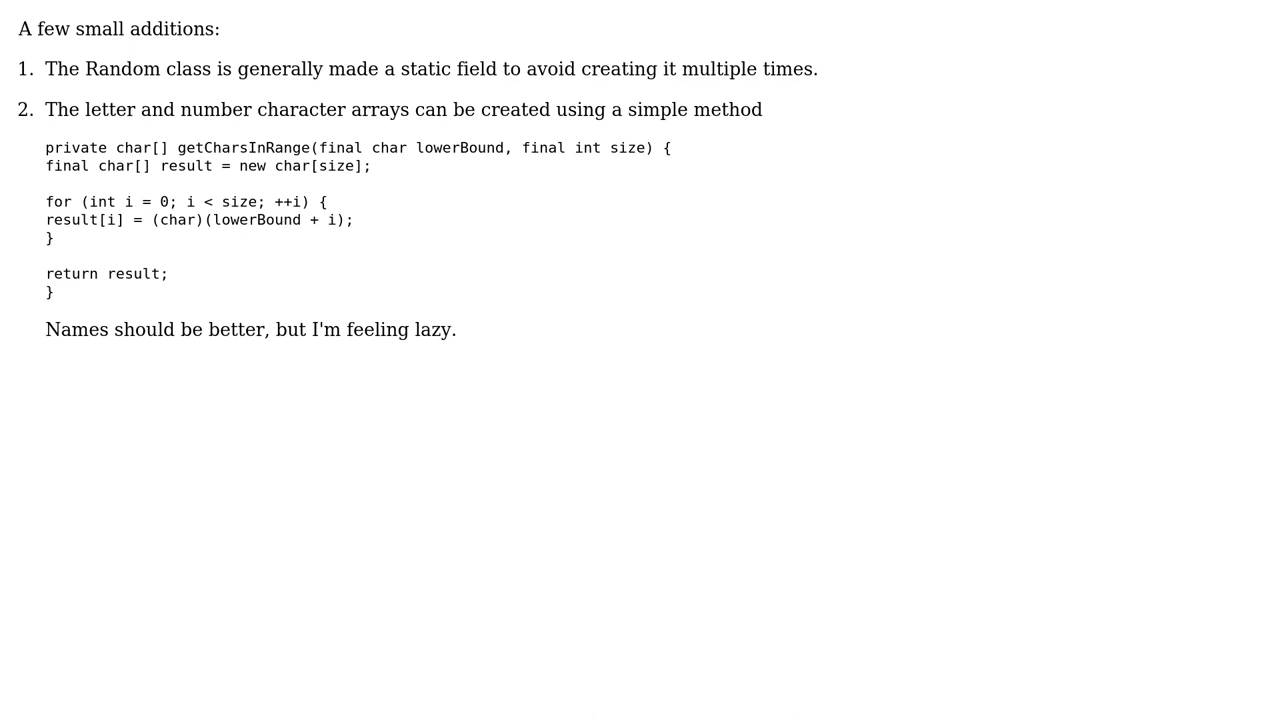 A few small additions:
1. The Random class is generally made a static field to avoid creating it multiple times.
2. The letter and number character arrays can be created using a simple method
private char[] getCharsInRange(final char lowerBound, final int size) {
final char[] result = new char[size];
for (int i = 0; i < size; ++i) {
result[i] = (char)(lowerBound + i);
}
return result;
}
Names should be better, but I'm feeling lazy.